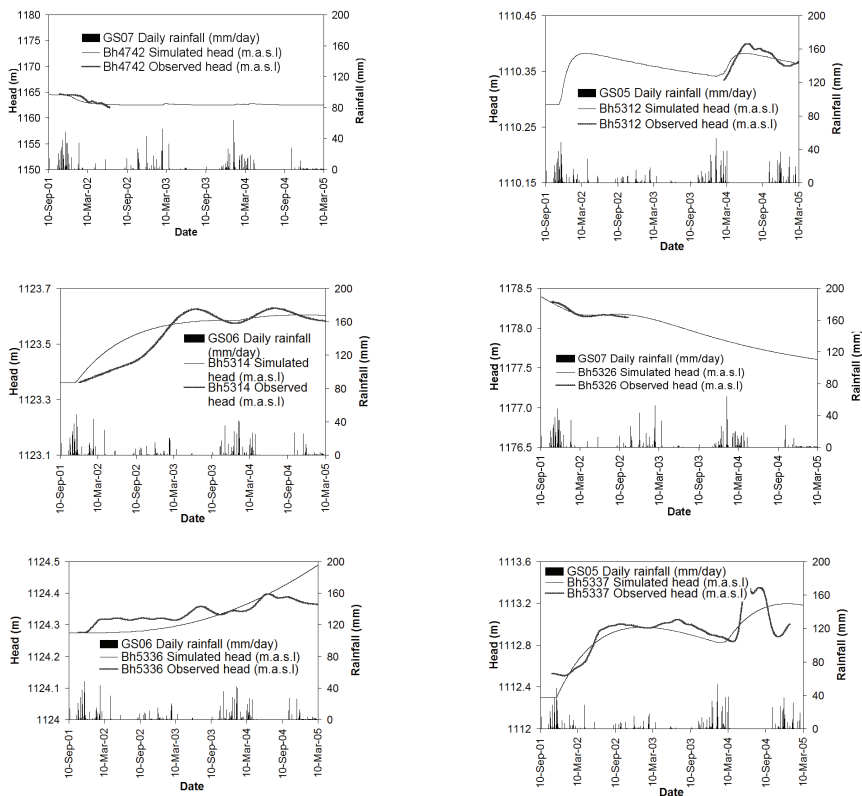 1180
1175
1170
1165
1160
1155
1150
Head (m)
GS07 Daily rainfall (mm/day)
Bh4742 Simulated head (m.a.s.l)
Bh4742 Observed head (m.a.s.l)
200
160
120
80
40
0
Rainfall (mm)
10-Sep-01
10-Mar-02
10-Sep-02
10-Mar-03
10-Sep-03
10-Mar-04
10-Sep-04
10-Mar-05
Date
1110.45
1110.35
1110.25
1110.15
Head (m)
GS05 Daily rainfall (mm/day)
Bh5312 Simulated head (m.a.s.l)
Bh5312 Observed head (m.a.s.l)
200
160
120
80
40
0
Rainfall (mm)
10-Sep-01
10-Mar-02
10-Sep-02
10-Mar-03
10-Sep-03
10-Mar-04
10-Sep-04
10-Mar-05
Date
1123.7
1123.5
1123.3
1123.1
Head (m)
GS06 Daily rainfall
(mm/day)
Bh5314 Simulated
head (m.a.s.l)
Bh5314 Observed
head (m.a.s.l)
200
160
120
80
40
0
Rainfall (mm)
10-Sep-01
10-Mar-02
10-Sep-02
10-Mar-03
10-Sep-03
10-Mar-04
10-Sep-04
10-Mar-05
Date
1178.5
1178.0
1177.5
1177.0
1176.5
Head (m)
GS07 Daily rainfall (mm/day)
Bh5326 Simulated head (m.a.s.l)
Bh5326 Observed head (m.a.s.l)
200
160
120
80
40
0
Rainfall (mm)
10-Sep-01
10-Mar-02
10-Sep-02
10-Mar-03
10-Sep-03
10-Mar-04
10-Sep-04
10-Mar-05
Date
1124.5
1124.4
1124.3
1124.2
1124.1
1124
Head (m)
GS06 Daily rainfall (mm/day)
Bh5336 Simulated head (m.a.s.l)
Bh5336 Observed head (m.a.s.l)
200
160
120
80
40
0
Rainfall (mm)
10-Sep-01
10-Mar-02
10-Sep-02
10-Mar-03
10-Sep-03
10-Mar-04
10-Sep-04
10-Mar-05
Date
1113.6
1113.2
1112.8
1112.4
1112
Head (m)
GS05 Daily rainfall (mm/day)
Bh5337 Simulated head (m.a.s.l)
Bh5337 Observed head (m.a.s.l)
200
160
120
80
40
0
Rainfall (mm)
10-Sep-01
10-Mar-02
10-Sep-02
10-Mar-03
10-Sep-03
10-Mar-04
10-Sep-04
10-Mar-05
Date